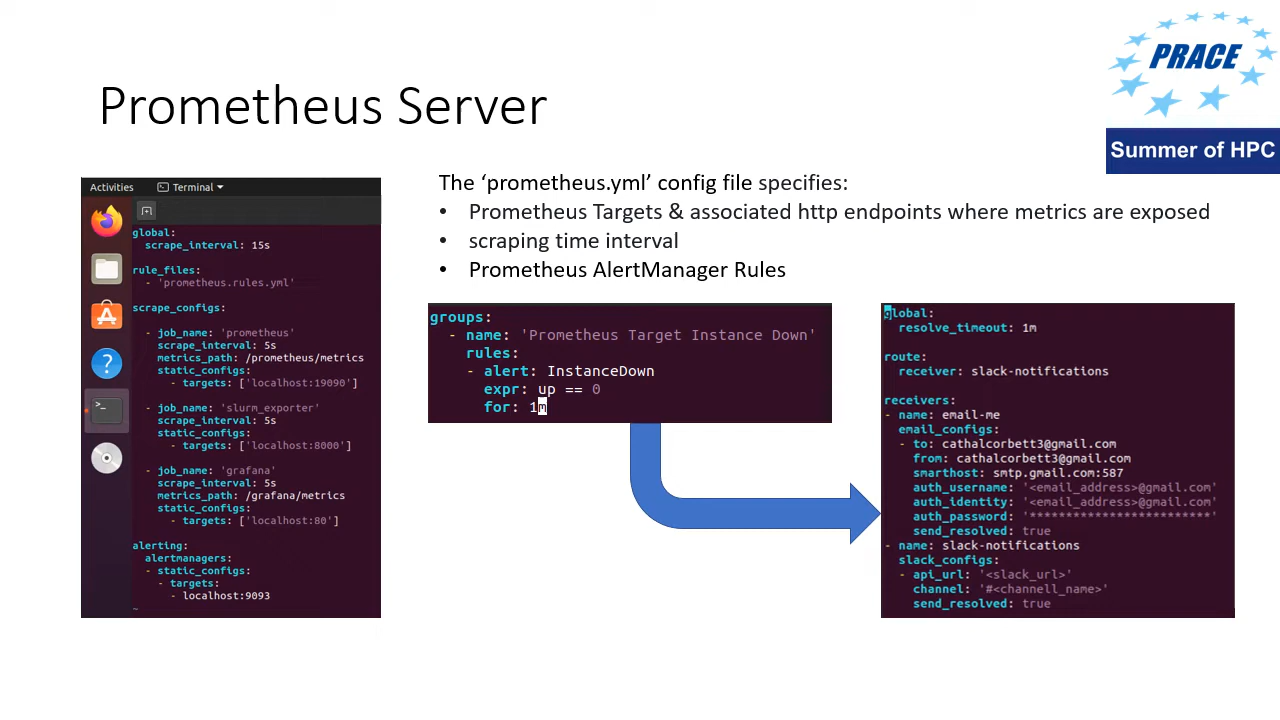 PRACE
Summer of HPC
Prometheus Server
The ‘prometheus.yml’ config file specifies:
• Prometheus Targets & associated http endpoints where metrics are exposed
• scraping time interval
• Prometheus AlertManager Rules
Activities Terminal
global:
scrape_interval: 15s
rule_files:
- 'prometheus.rules.yml'
scrape_configs:
- job_name: 'prometheus'
scrape_interval: 5s
metrics_path: /prometheus/metrics
static_configs:
- targets: ['localhost:19090']
- job_name: 'slurm_exporter'
scrape_interval: 5s
static_configs:
- targets: ['localhost:8000']
- job_name: 'grafana'
scrape_interval: 5s
metrics_path: /grafana/metrics
static_configs:
- targets: ['localhost:80']
alerting:
alertmanagers:
- static_configs:
- targets:
- localhost:9093
~
groups:
- name: 'Prometheus Target Instance Down'
rules:
- alert: InstanceDown
expr: up == 0
for: 1m
global:
resolve_timeout: 1m
route:
receiver: slack-notifications
receivers:
- name: email-me
email_configs:
- to: cathalcorbett3@gmail.com
from: cathalcorbett3@gmail.com
smarthost: smtp.gmail.com:587
auth_username: '<email_address>@gmail.com'
auth_identity: '<email_address>@gmail.com'
auth_password: '*************************'
send_resolved: true
- name: slack-notifications
slack_configs:
- api_url: '<slack_url>'
channel: '#<channell_name>'
send_resolved: true